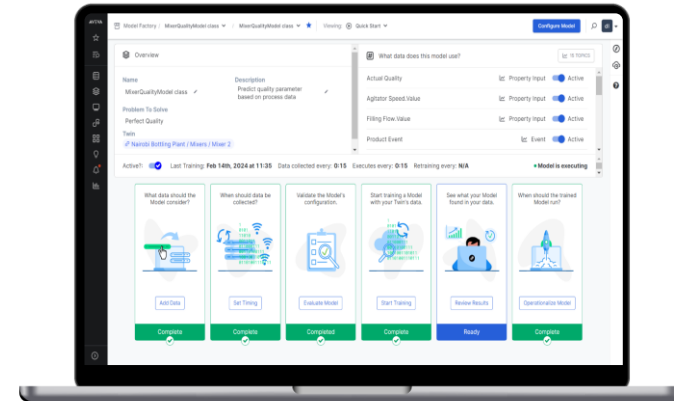 Model Factory / MixerQualityModel class / MixerQualityModel class Viewing Quick Start
Configure Model
Overview
Name
MixerQualityModel class
Description
Predict quality parameter
based on process
data
Problem To Solve
Perfect Quality
Twin
Nairobi Bottling Plant / Mixers / Mixer 2
What data does this model use?
15 TOPICS
Actual Quality Property Input Active
Agitator Speed.Value Property Input Active
Filling Flow.Value Property Input Active
Product Event Event Active
Active?: Last Training: Feb 14th, 2024 at 11:35 Data collected every: 0:15 Executes every: 0:15 Retraining every: N/A Model is executing
What data should the
Model consider?
Add Data
Complete
When should data be
collected?
Set Timing
Complete
Validate the Model's
configuration.
Evaluate Model
Completed
Start training a Model
with your Twin's data.
Start Training
Complete
See what your Model
found in your data.
Review Results
Ready
When should the trained
Model run?
Operationalize Model
Complete